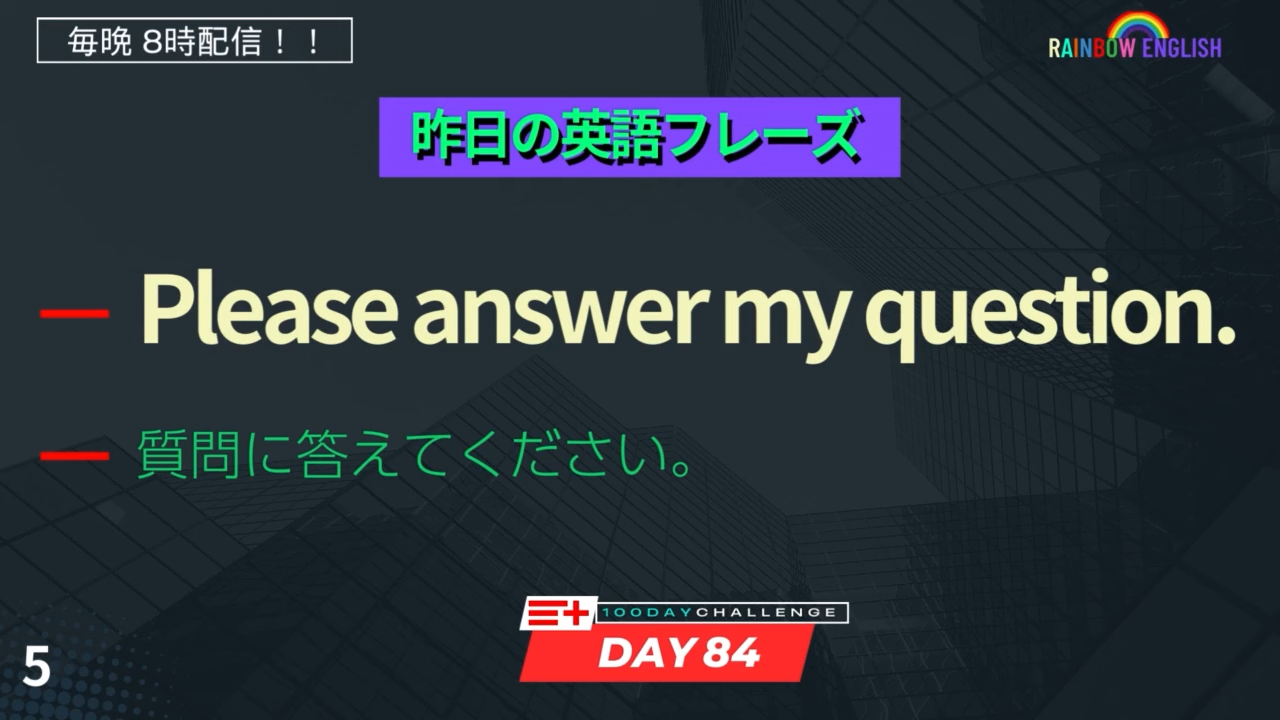 毎晩 8時配信！！
RAINBOW ENGLISH
昨日の英語フレーズ
Please answer my question.
質問に答えてください。
E+ 100DAYCHALLENGE
DAY 84
5